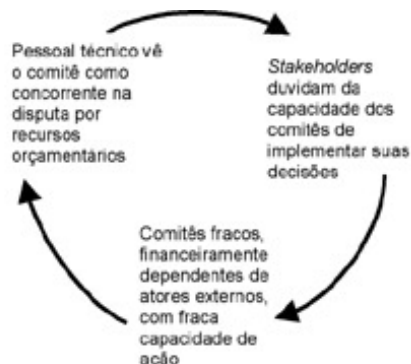 Pessoal técnico vê
o comitê como
concorrente na
disputa por
recursos
orçamentários
Stakeholders
duvidam da
capacidade dos
comitês de
implementar suas
decisões
Comitês fracos,
financeiramente
dependentes de
atores externos,
com fraca
capacidade de
ação